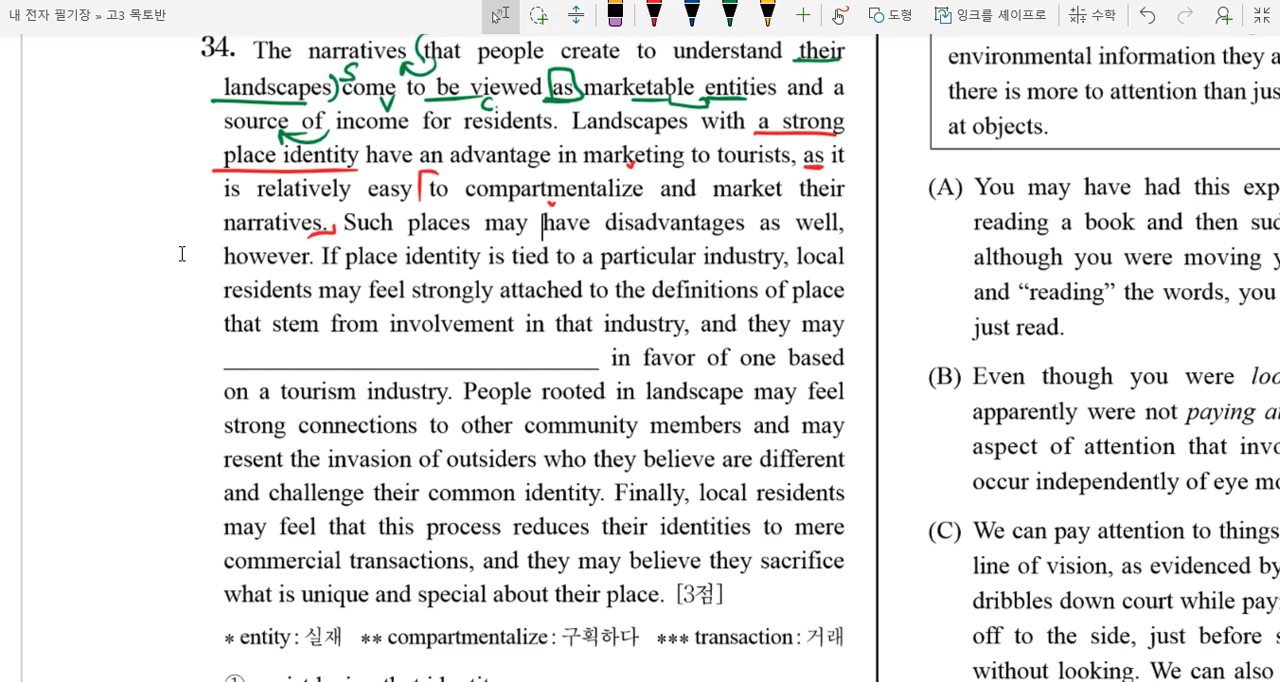 내 전자 필기장 » 고3 목토반
도형
잉크를 셰이프로
수학
34. The narratives that people create to understand their
landscapes come to be viewed as marketable entities and a
source of income for residents. Landscapes with a strong
place identity have an advantage in marketing to tourists, as it
is relatively easy to compartmentalize and market their
narratives. Such places may have disadvantages as well,
however. If place identity is tied to a particular industry, local
residents may feel strongly attached to the definitions of place
that stem from involvement in that industry, and they may
in favor of one based
on a tourism industry. People rooted in landscape may feel
strong connections to other community members and may
resent the invasion of outsiders who they believe are different
and challenge their common identity. Finally, local residents
may feel that this process reduces their identities to mere
commercial transactions, and they may believe they sacrifice
what is unique and special about their place. [3점]
* entity: 실재 ** compartmentalize: 구획하다 *** transaction: 거래
S
V
C
environmental information they a
there is more to attention than jus
at objects.
(A) You may have had this exp
reading a book and then sud
although you were moving y
and “reading” the words, you
just read.
(B) Even though you were loo
apparently were not paying a
aspect of attention that invo
occur independently of eye mo
(C) We can pay attention to things
line of vision, as evidenced by
dribbles down court while pay
off to the side, just before s
without looking. We can also